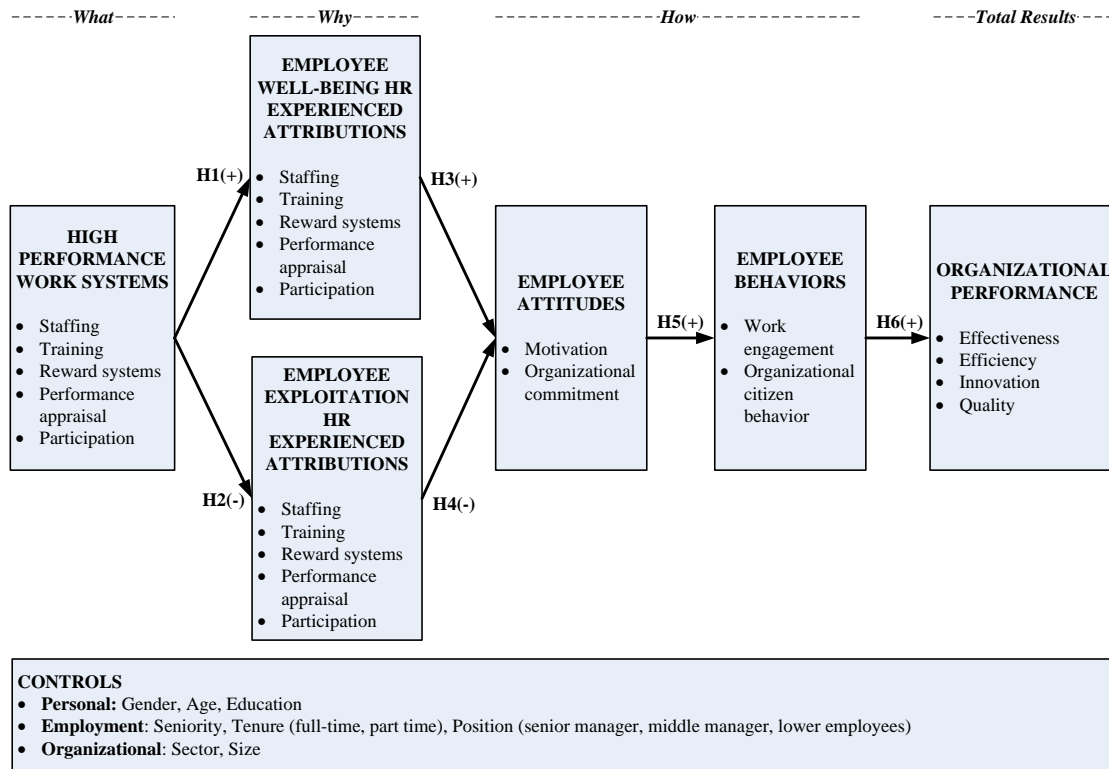 What
Why
How
Total Results
HIGH
PERFORMANCE
WORK SYSTEMS
• Staffing
• Training
• Reward systems
• Performance
appraisal
• Participation
H1(+)
H2(-)
EMPLOYEE
WELL-BEING HR
EXPERIENCED
ATTRIBUTIONS
• Staffing
• Training
• Reward systems
• Performance
appraisal
• Participation
EMPLOYEE
EXPLOITATION
HR
EXPERIENCED
ATTRIBUTIONS
• Staffing
• Training
• Reward systems
• Performance
appraisal
• Participation
H3(+)
H4(-)
EMPLOYEE
ATTITUDES
• Motivation
• Organizational
commitment
H5(+)
EMPLOYEE
BEHAVIORS
• Work
engagement
• Organizational
citizen
behavior
H6(+)
ORGANIZATIONAL
PERFORMANCE
• Effectiveness
• Efficiency
• Innovation
• Quality
CONTROLS
• Personal: Gender, Age, Education
• Employment: Seniority, Tenure (full-time, part time), Position (senior manager, middle manager, lower employees)
• Organizational: Sector, Size